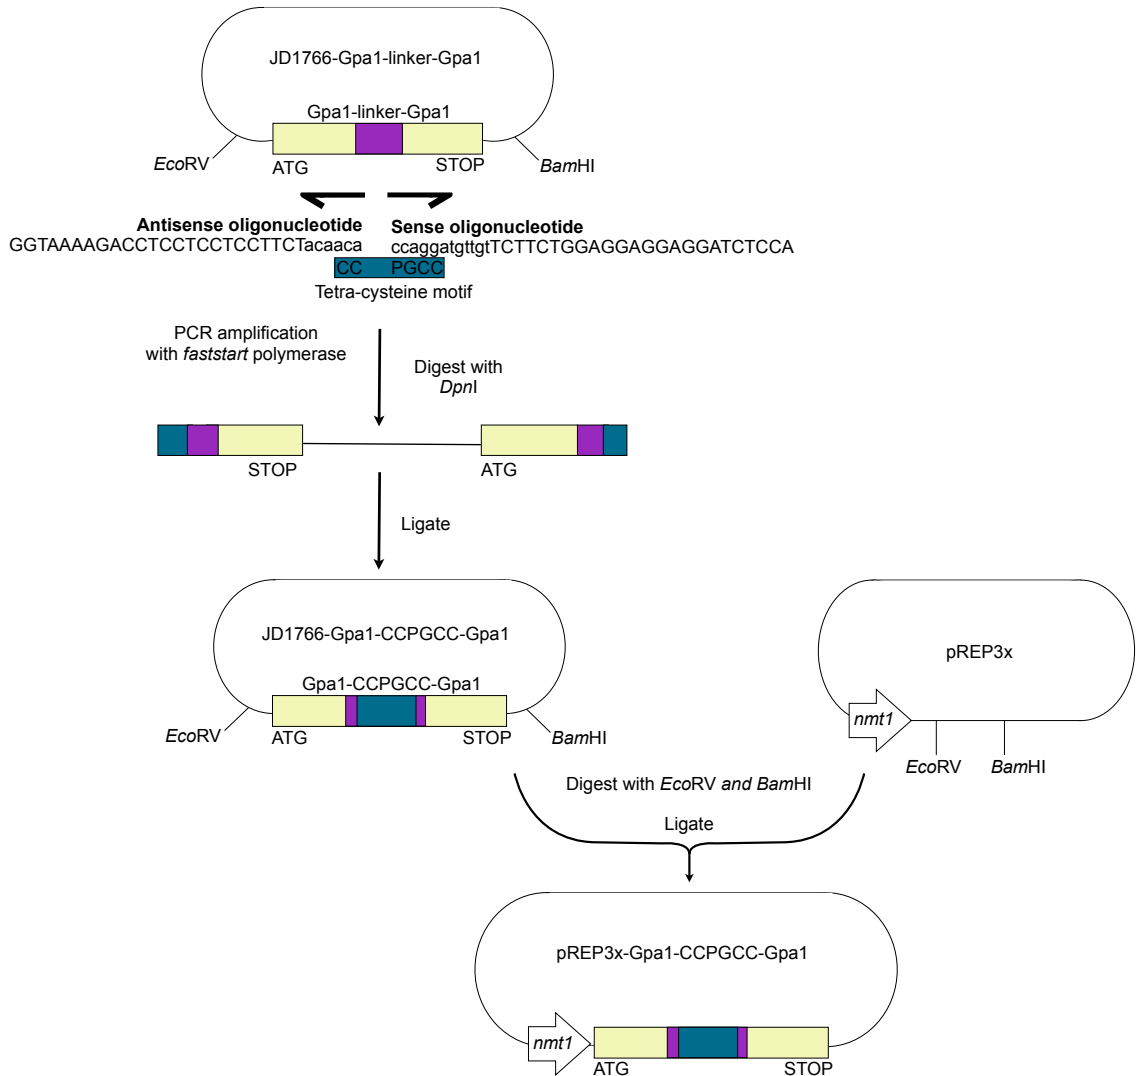 JD1766-Gpa1-linker-Gpa1
Gpa1-linker-Gpa1
EcoRV
ATG
STOP
BamHI
Antisense oligonucleotide
Sense oligonucleotide
GGTAAAAGACCTCCTCCTCCTTCTacaaca
ccaggatgttgtTCTTCTGGAGGAGGAGGATCTCCA
CC
PGCC
Tetra-cysteine motif
PCR amplification
with faststart polymerase
Digest with
DpnI
STOP
ATG
Ligate
JD1766-Gpa1-CCPGCC-Gpa1
Gpa1-CCPGCC-Gpa1
EcoRV
ATG
STOP
BamHI
pREP3x
nmt1
EcoRV
BamHI
Digest with EcoRV and BamHI
Ligate
pREP3x-Gpa1-CCPGCC-Gpa1
nmt1
ATG
STOP